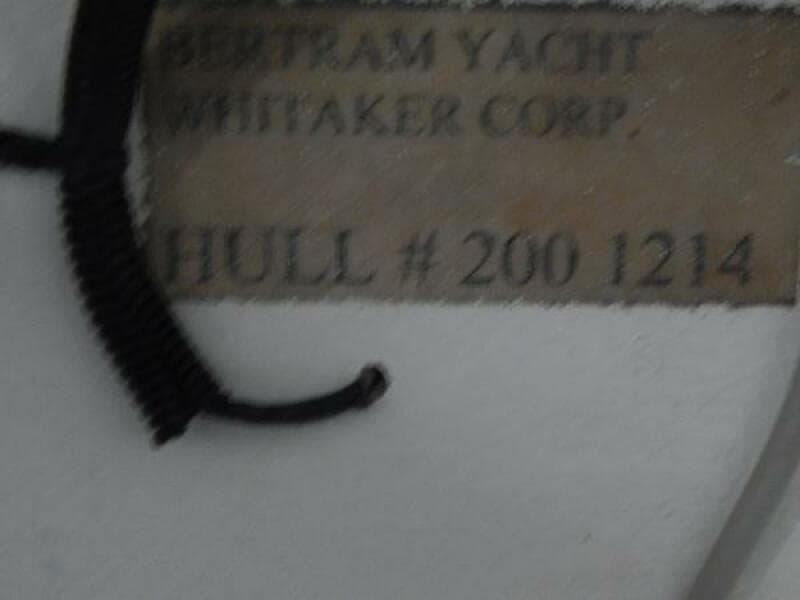 BERTRAM YACHT
WHITAKER CORP.
HULL # 200 1214